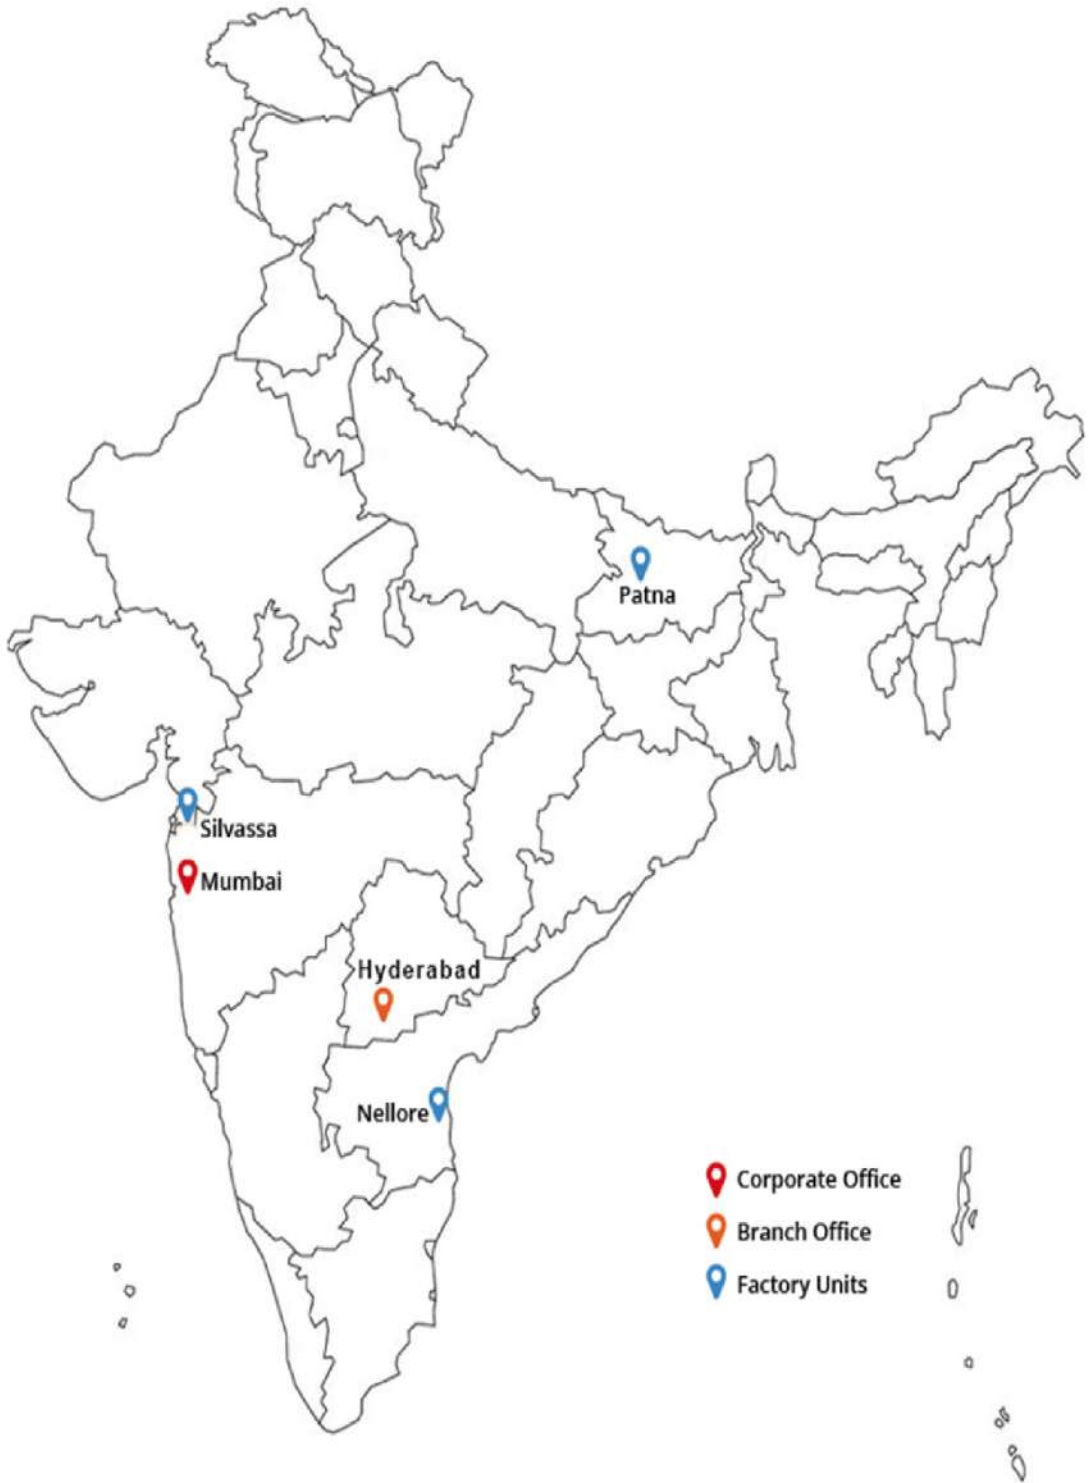 Patna
Silvassa
Mumbai
Hyderabad
Nellore
Corporate Office
Branch Office
Factory Units